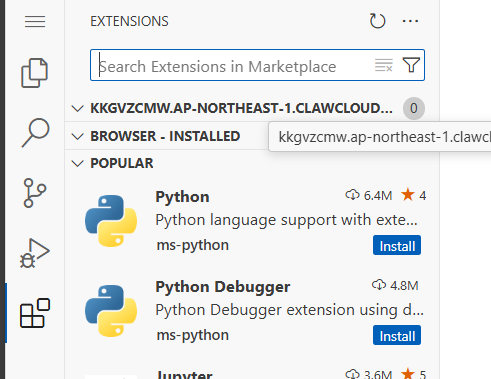 EXTENSIONS
Search Extensions in Marketplace
KKGVZCMW.AP-NORTHEAST-1.CLAWCLOUD... 0
BROWSER - INSTALLED
kkgvzcmw.ap-northeast-1.clawcl
POPULAR
Python 6.4M 4
Python language support with exte...
ms-python Install
Python Debugger 4.8M
Python Debugger extension using d...
ms-python Install
Jupyter 3.6M 5